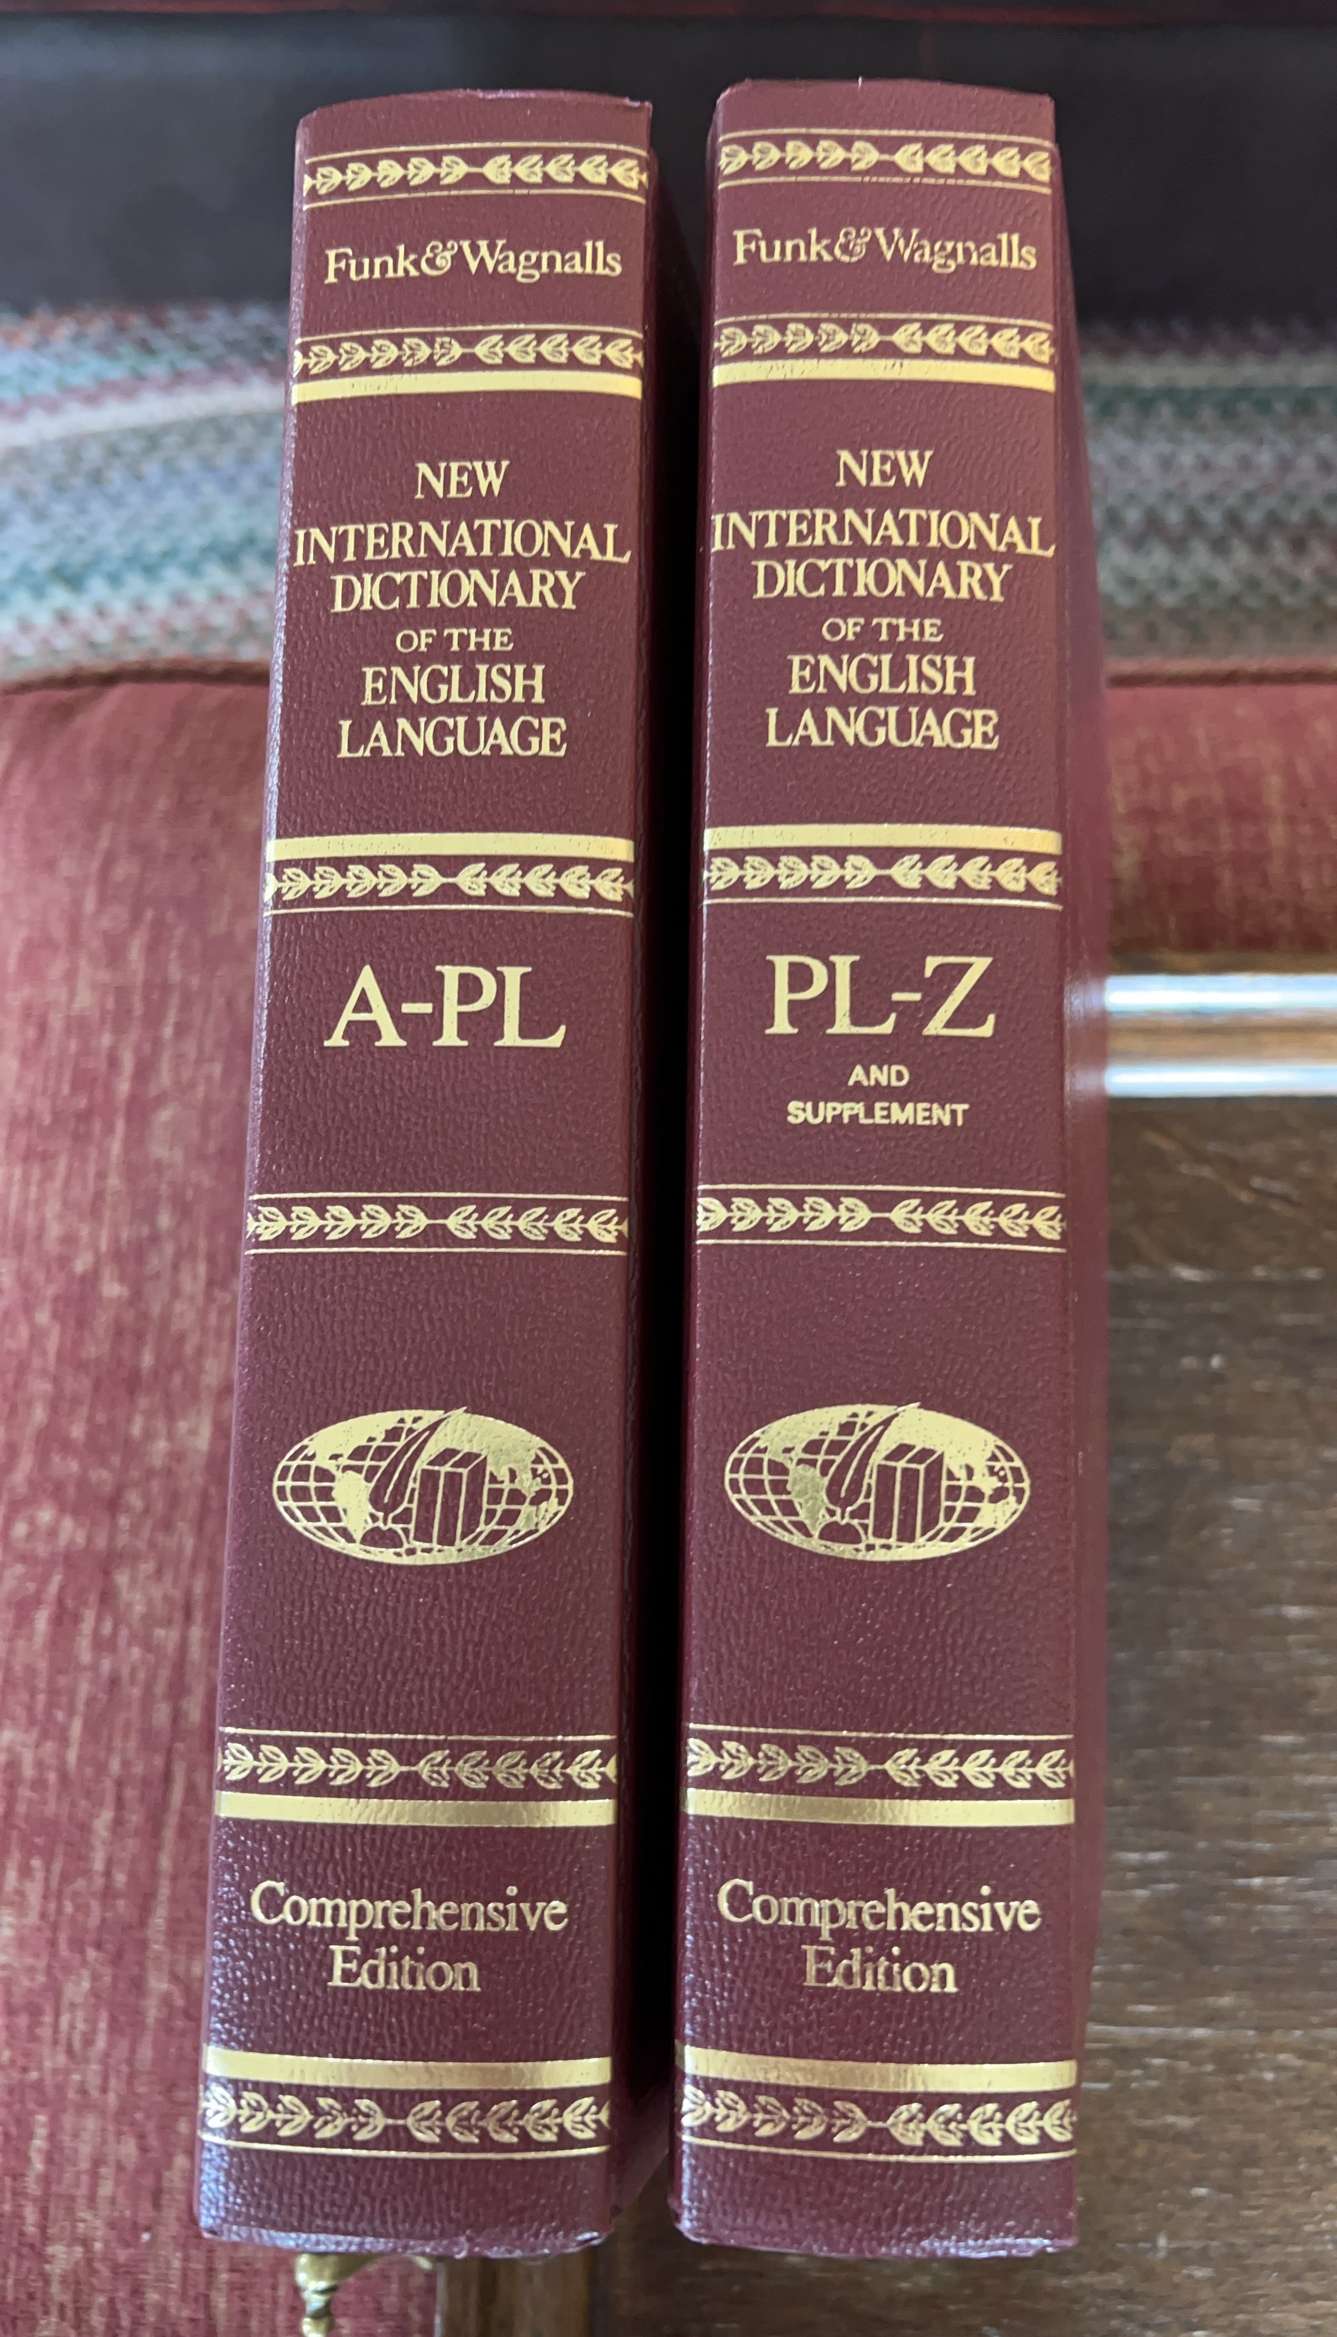 Funk & Wagnalls
NEW
INTERNATIONAL
DICTIONARY
OF THE
ENGLISH
LANGUAGE
A-PL
Comprehensive
Edition
Funk & Wagnalls
NEW
INTERNATIONAL
DICTIONARY
OF THE
ENGLISH
LANGUAGE
PL-Z
AND
SUPPLEMENT
Comprehensive
Edition